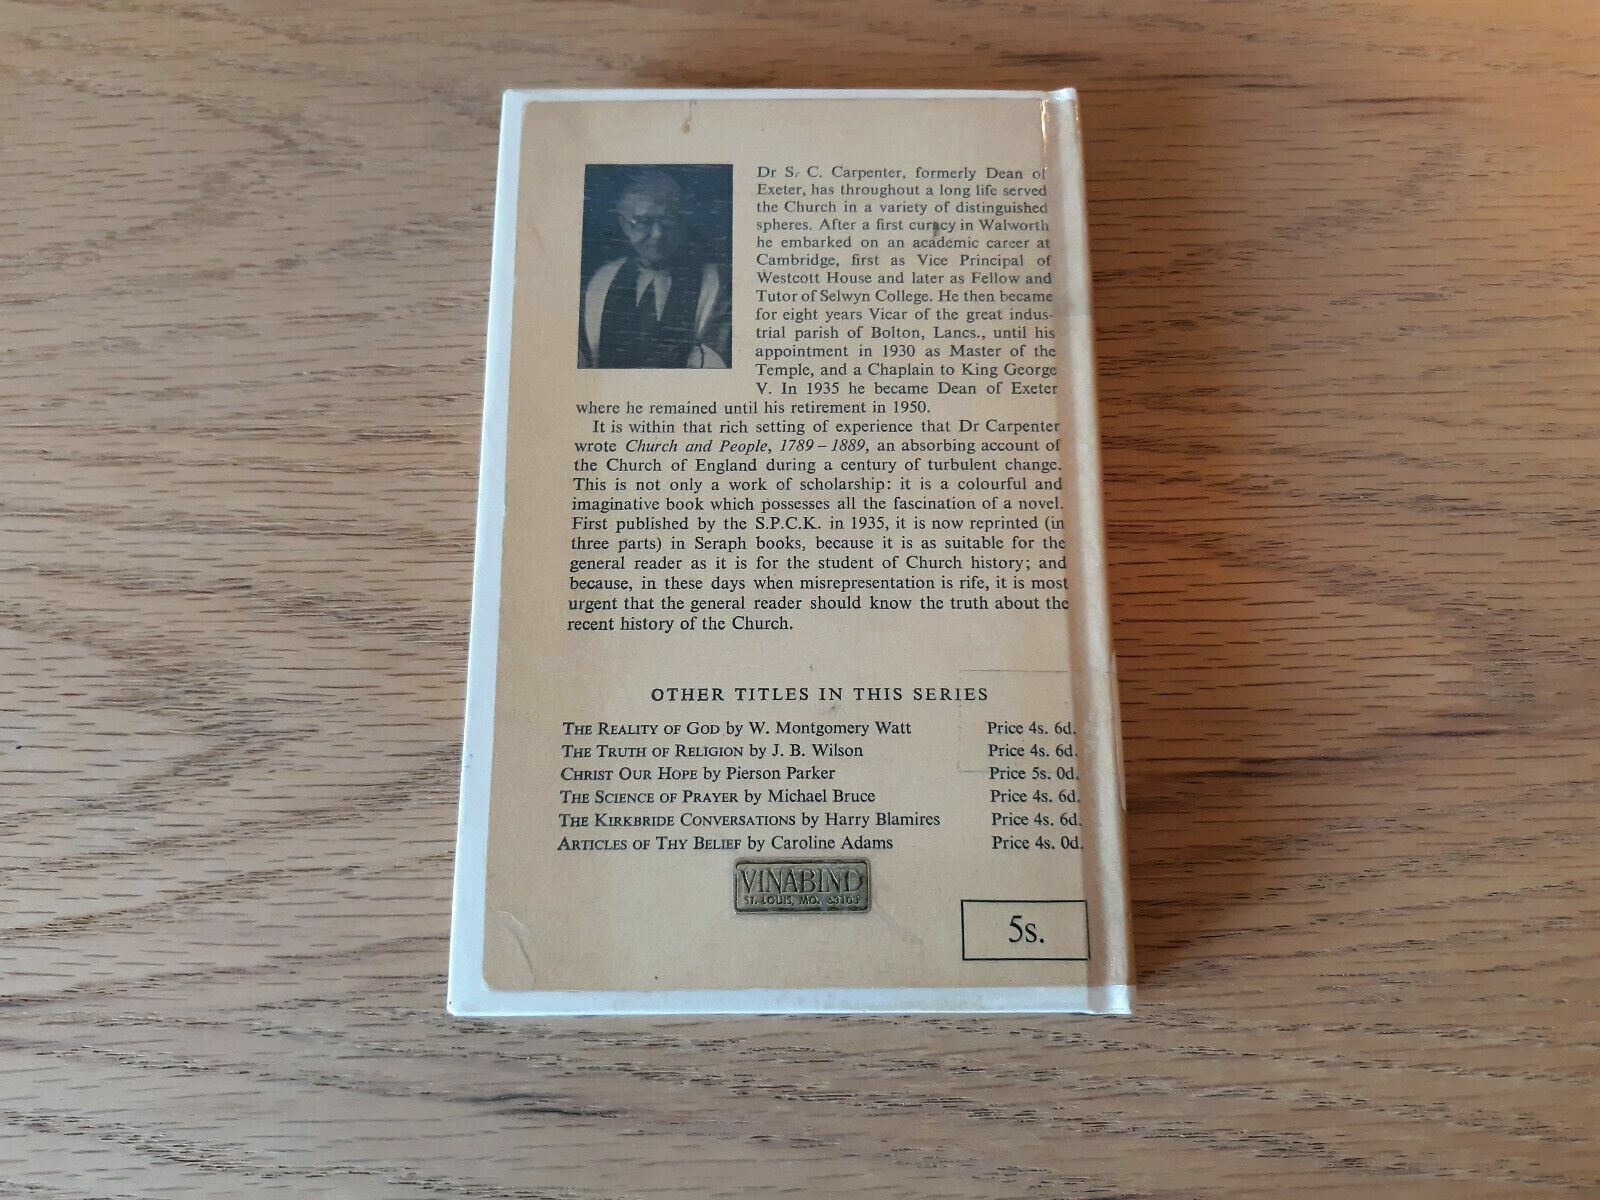 Dr S. C. Carpenter, formerly Dean of
Exeter, has throughout a long life served
the Church in a variety of distinguished
spheres. After a first curacy in Walworth
he embarked on an academic career at
Cambridge, first as Vice Principal of
Westcott House and later as Fellow and
Tutor of Selwyn College. He then became
for eight years Vicar of the great indus-
trial parish of Bolton, Lancs., until his
appointment in 1930 as Master of the
Temple, and a Chaplain to King George
V. In 1935 he became Dean of Exeter
where he remained until his retirement in 1950.
It is within that rich setting of experience that Dr Carpenter
wrote Church and People, 1789 – 1889, an absorbing account of
the Church of England during a century of turbulent change.
This is not only a work of scholarship: it is a colourful and
imaginative book which possesses all the fascination of a novel.
First published by the S.P.C.K. in 1935, it is now reprinted (in
three parts) in Seraph books, because it is as suitable for the
general reader as it is for the student of Church history; and
because, in these days when misrepresentation is rife, it is most
urgent that the general reader should know the truth about the
recent history of the Church.
OTHER TITLES IN THIS SERIES
THE REALITY OF GOD by W. Montgomery Watt Price 4s. 6d.
THE TRUTH OF RELIGION by J. B. Wilson Price 4s. 6d.
CHRIST OUR HOPE by Pierson Parker Price 5s. 0d.
THE SCIENCE OF PRAYER by Michael Bruce Price 4s. 6d.
THE KIRKBRIDE CONVERSATIONS by Harry Blamires Price 4s. 6d.
ARTICLES OF THY BELIEF by Caroline Adams Price 4s. 0d.
VINABIND
ST. LOUIS, MO. 63103
5s.